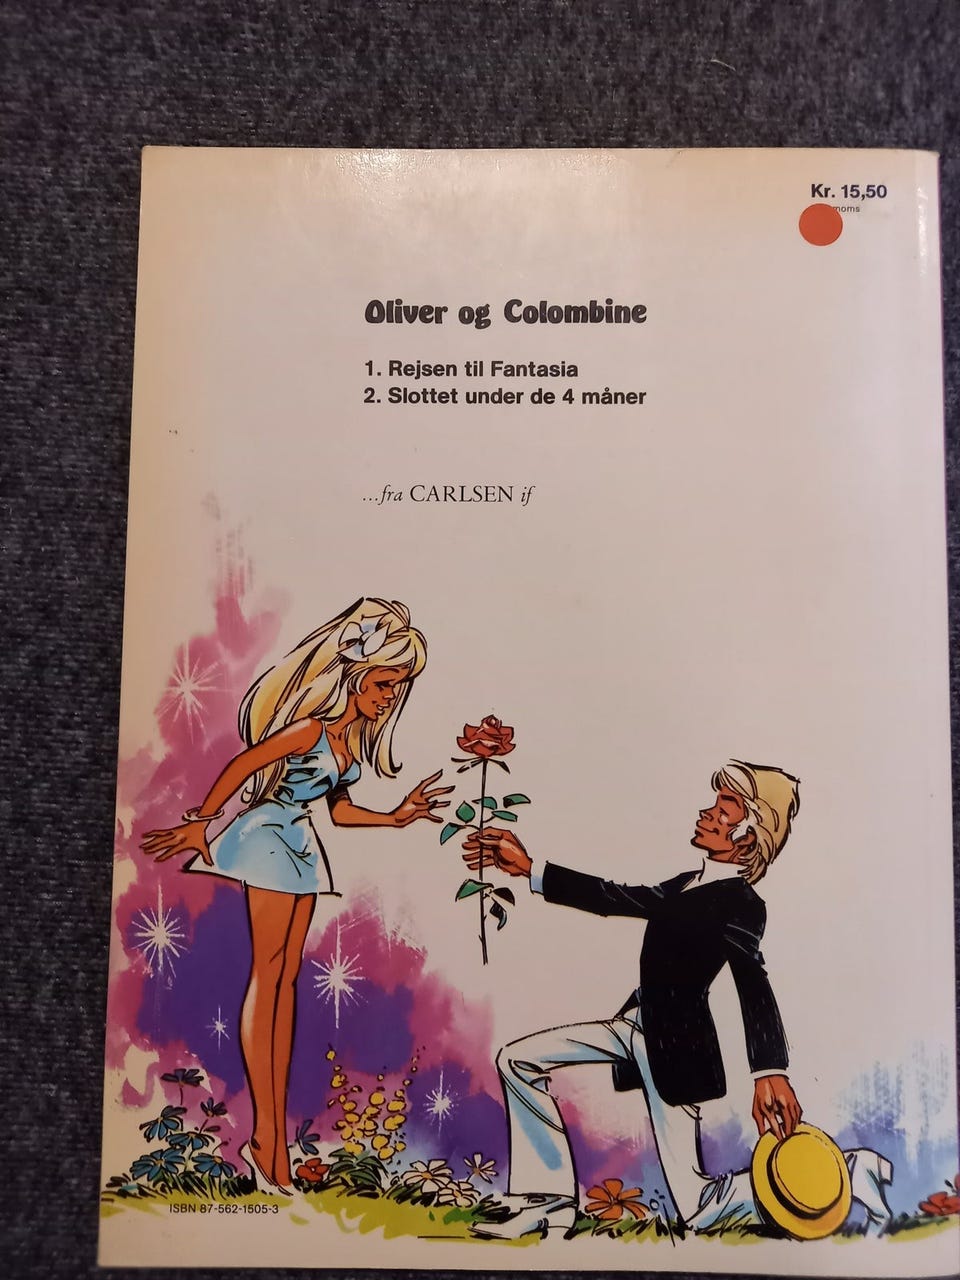 Kr. 15,50
moms
Oliver og Colombine
1. Rejsen til Fantasia
2. Slottet under de 4 måner
...fra CARLSEN if
ISBN 87-562-1505-3